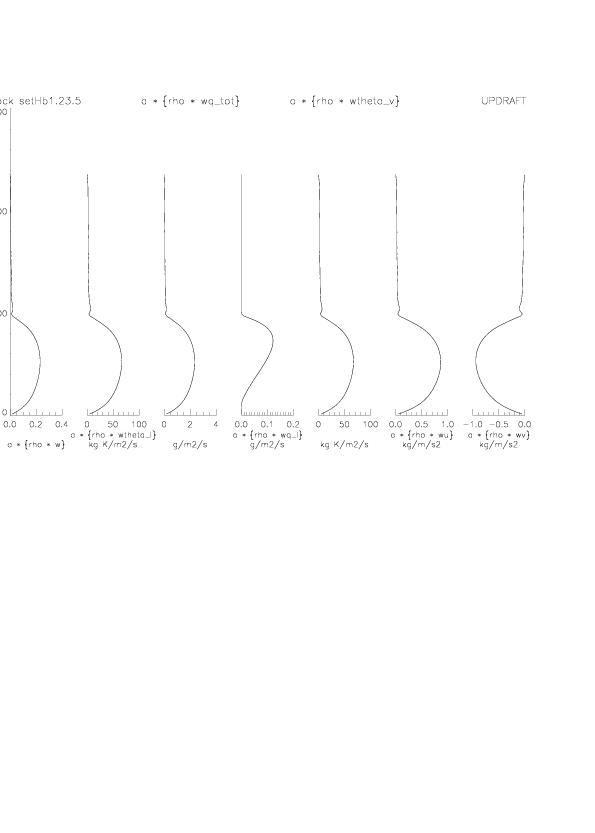 ock setHb1.23.5 a * {rho * wq_tot} a * {rho * wtheta_v} UPDRAFT
00
00
00
0
0.0 0.2 0.4 0 50 100 0 2 4 0.0 0.1 0.2 0 50 100 0.0 0.5 1.0 -1.0 -0.5 0.0
a * {rho * wtheta_l} a * {rho * wq_l} a * {rho * wu} a * {rho * wv}
a * {rho * w} kg K/m2/s g/m2/s g/m2/s kg K/m2/s kg/m/s2 kg/m/s2